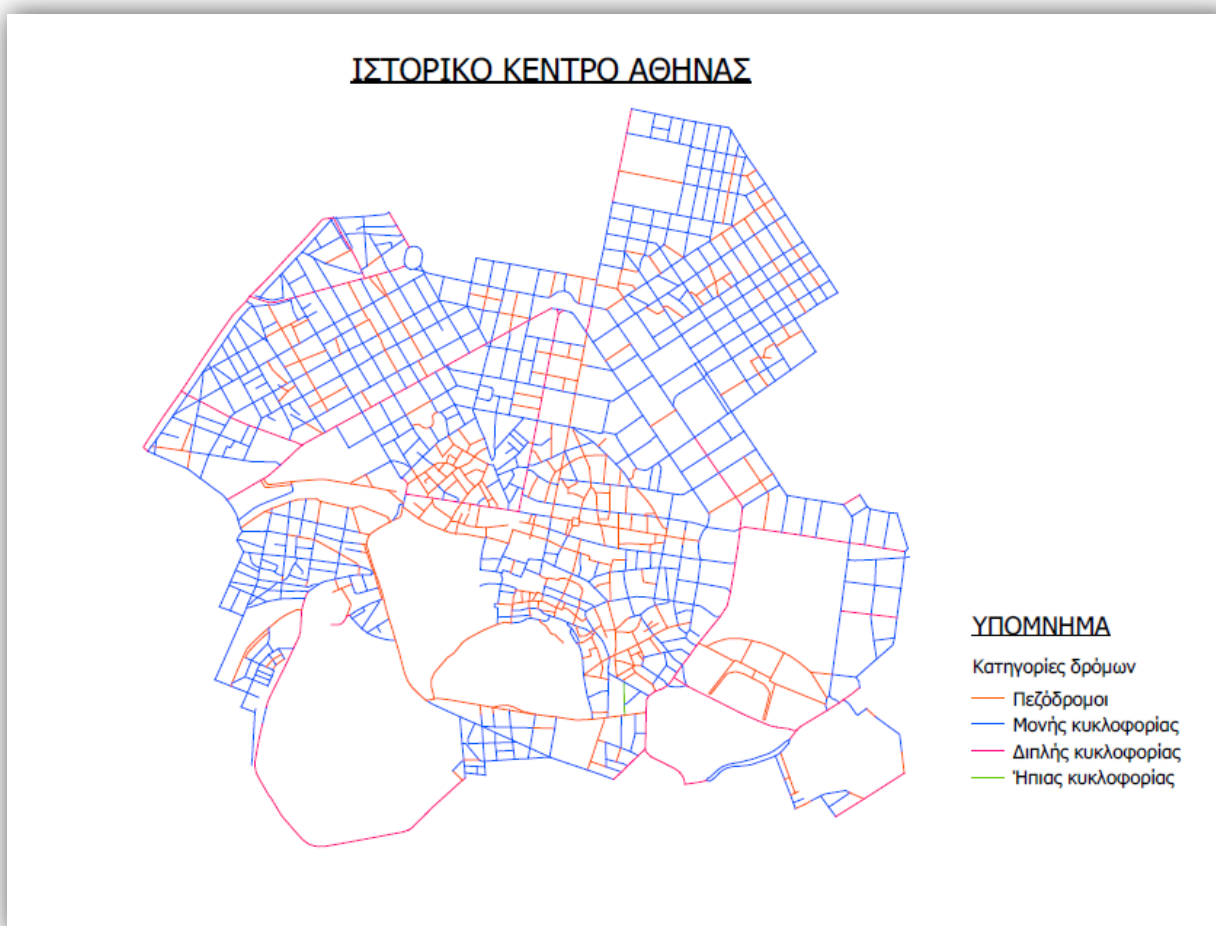 ΙΣΤΟΡΙΚΟ ΚΕΝΤΡΟ ΑΘΗΝΑΣ
ΥΠΟΜΝΗΜΑ
Κατηγορίες δρόμων
Πεζόδρομοι
Μονής κυκλοφορίας
Διπλής κυκλοφορίας
Ήπιας κυκλοφορίας